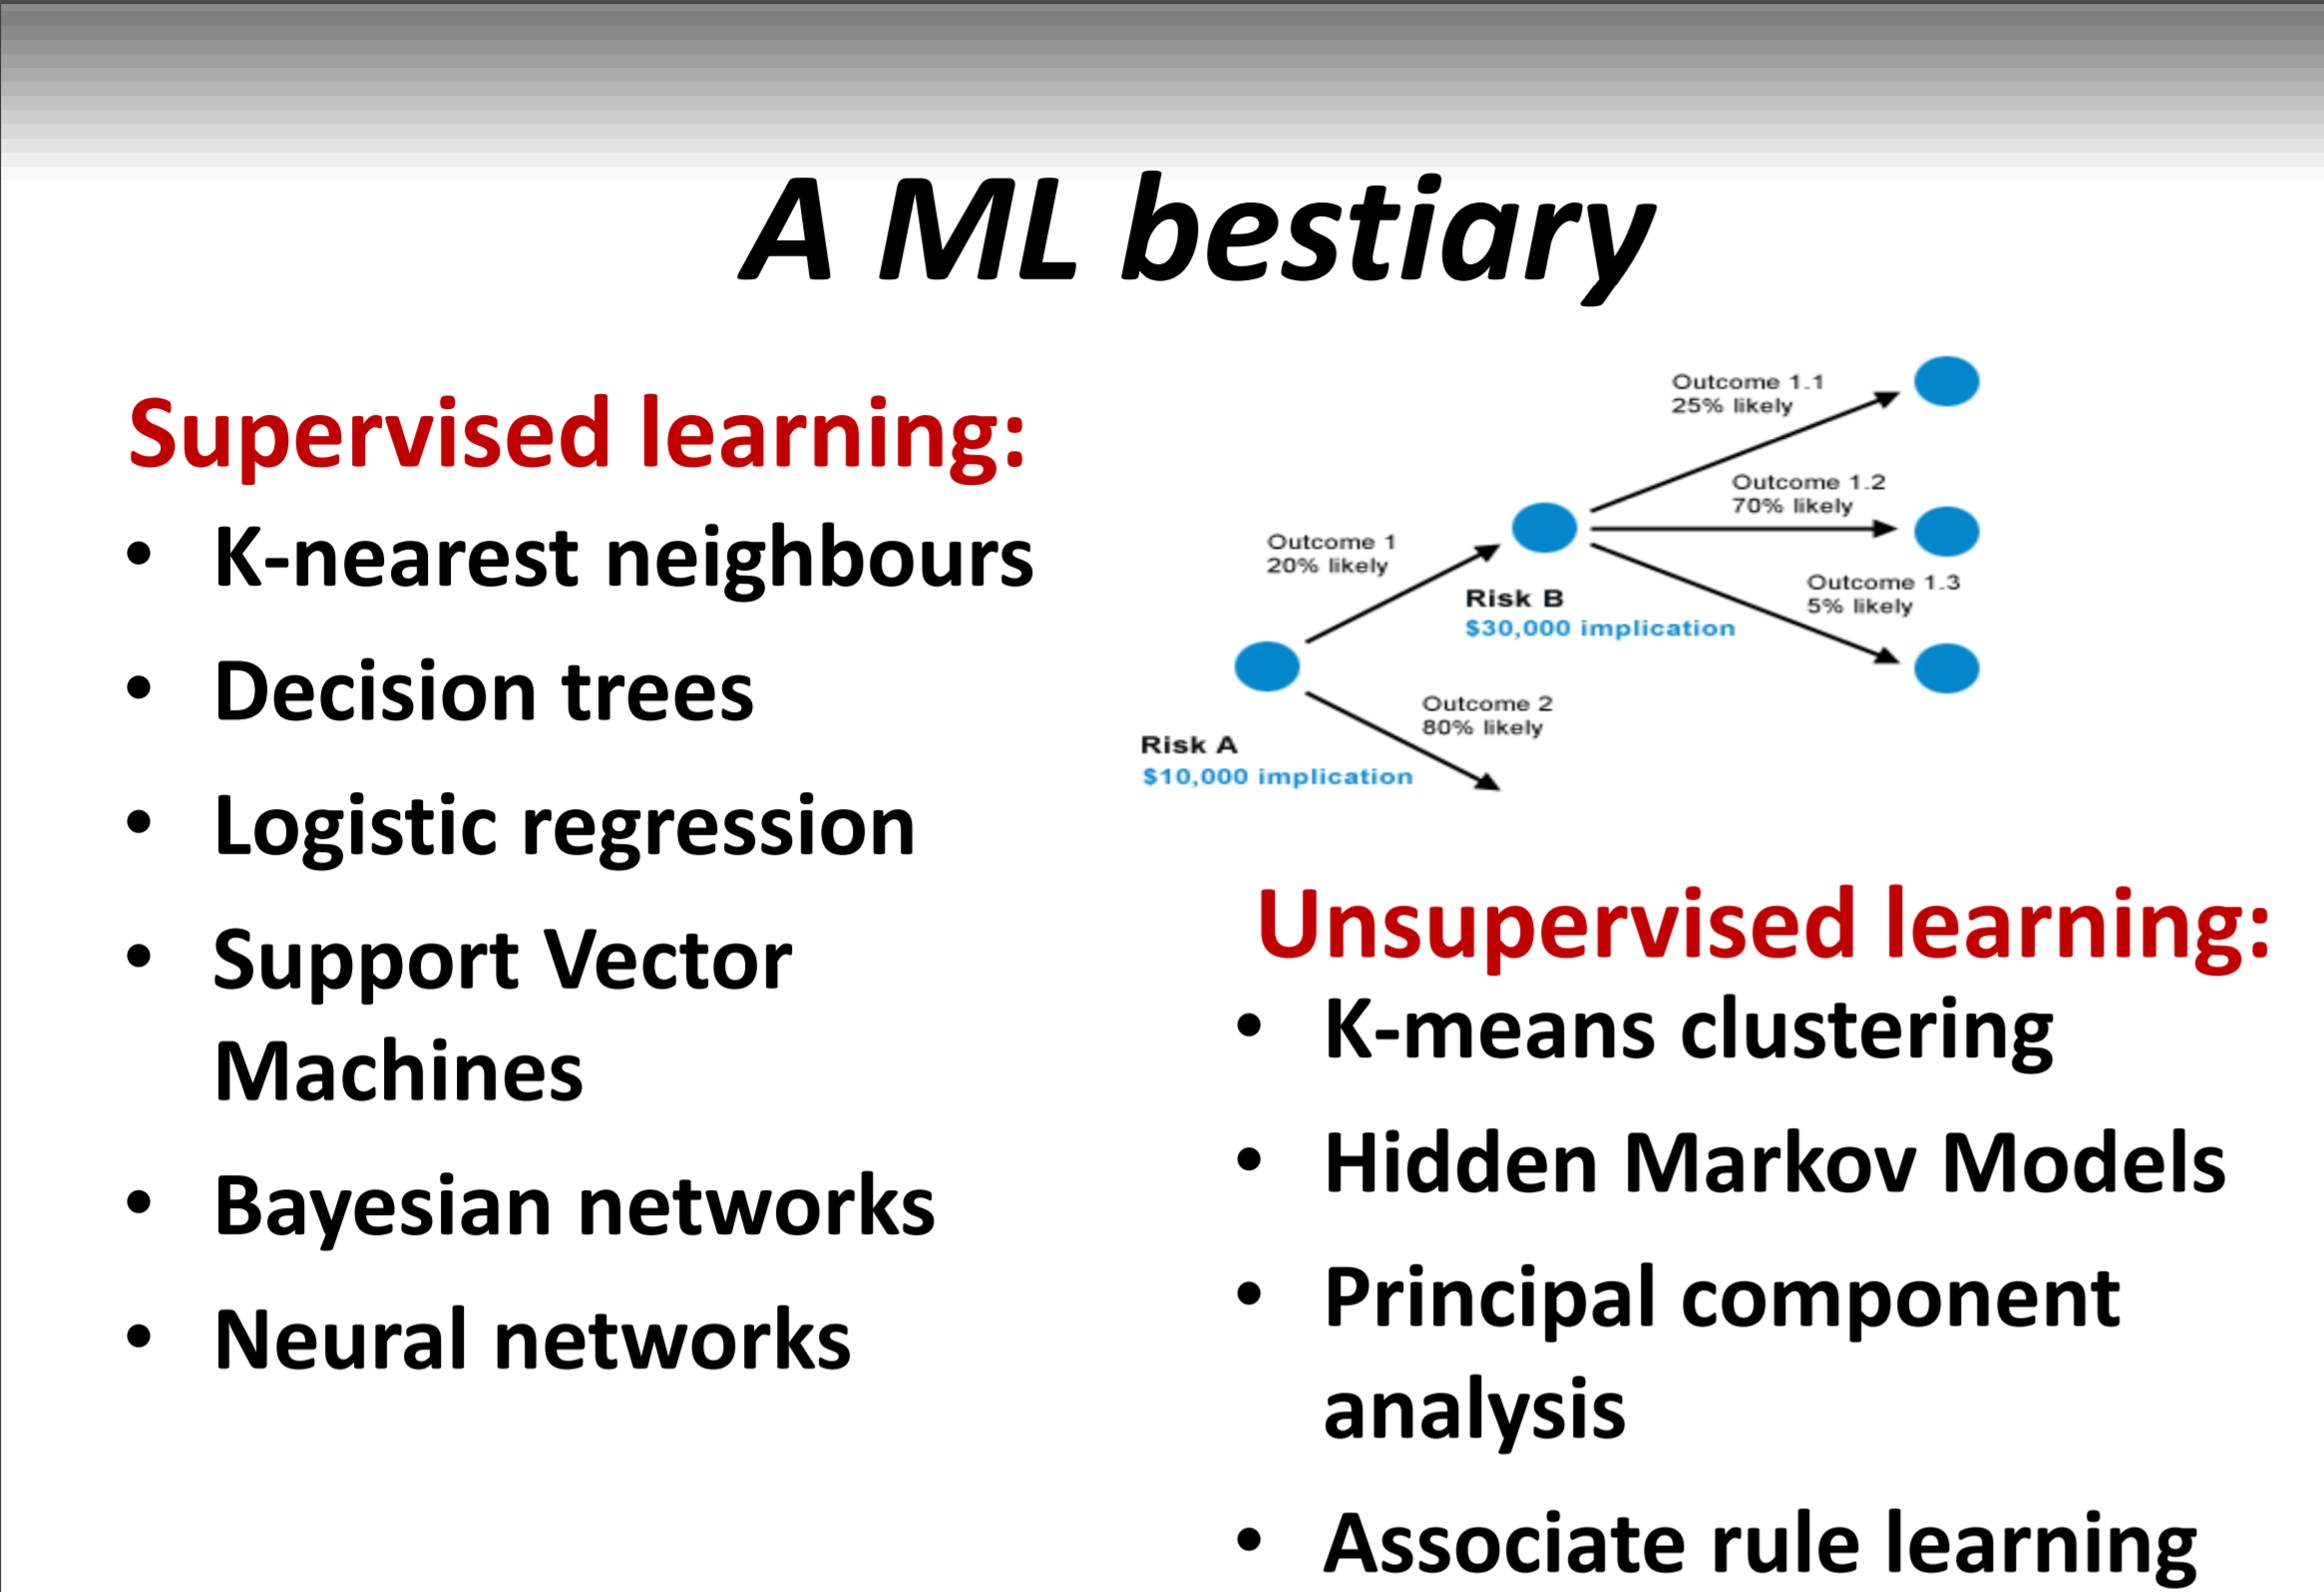 A ML bestiary
Supervised learning:
• K-nearest neighbours
• Decision trees
• Logistic regression
• Support Vector
Machines
• Bayesian networks
• Neural networks
Outcome 1.1
25% likely
Outcome 1.2
70% likely
Outcome 1
20% likely
Outcome 1.3
5% likely
Risk B
$30,000 implication
Outcome 2
80% likely
Risk A
$10,000 implication
Unsupervised learning:
• K-means clustering
• Hidden Markov Models
• Principal component
analysis
• Associate rule learning